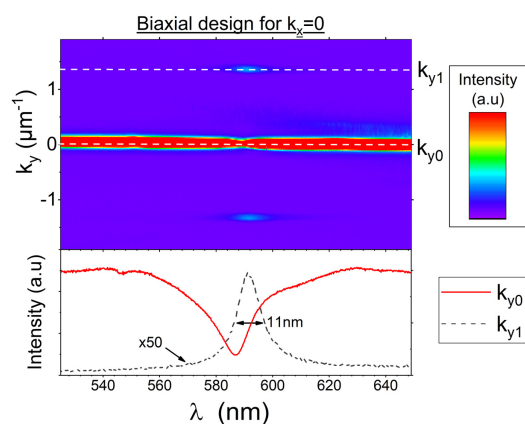 Biaxial design for kx=0
ky (μm-1)
1
0
-1
ky1
ky0
Intensity
(a.u)
Intensity (a.u)
x50
11nm
ky0
ky1
540 560 580 600 620 640
λ (nm)